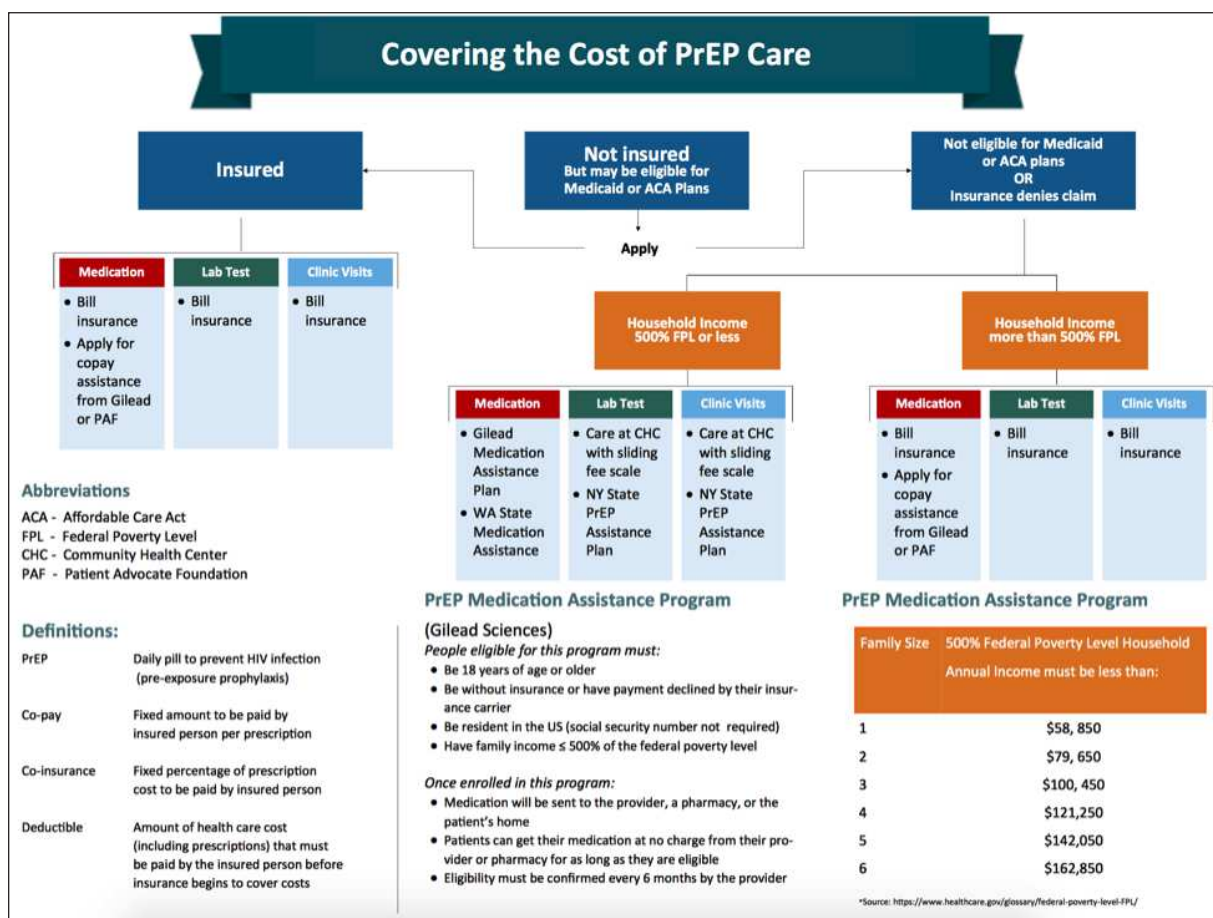 Covering the Cost of PrEP Care
Insured
Not insured
But may be eligible for
Medicaid or ACA Plans
Not eligible for Medicaid
or ACA plans
OR
Insurance denies claim
Apply
Medication
• Bill
insurance
• Apply for
copay
assistance
from Gilead
or PAF
Lab Test
• Bill
insurance
Clinic Visits
• Bill
insurance
Household Income
500% FPL or less
Medication
• Gilead
Medication
Assistance
Plan
• WA State
Medication
Assistance
Lab Test
• Care at CHC
with sliding
fee scale
• NY State
PrEP
Assistance
Plan
Clinic Visits
• Care at CHC
with sliding
fee scale
• NY State
PrEP
Assistance
Plan
Household Income
more than 500% FPL
Medication
• Bill
insurance
• Apply for
copay
assistance
from Gilead
or PAF
Lab Test
• Bill
insurance
Clinic Visits
• Bill
insurance
Abbreviations
ACA - Affordable Care Act
FPL - Federal Poverty Level
CHC - Community Health Center
PAF - Patient Advocate Foundation
Definitions:
PrEP Daily pill to prevent HIV infection
(pre-exposure prophylaxis)
Co-pay Fixed amount to be paid by
insured person per prescription
Co-insurance Fixed percentage of prescription
cost to be paid by insured person
Deductible Amount of health care cost
(including prescriptions) that must
be paid by the insured person before
insurance begins to cover costs
PrEP Medication Assistance Program
(Gilead Sciences)
People eligible for this program must:
• Be 18 years of age or older
• Be without insurance or have payment declined by their insur-
ance carrier
• Be resident in the US (social security number not required)
• Have family income ≤ 500% of the federal poverty level
Once enrolled in this program:
• Medication will be sent to the provider, a pharmacy, or the
patient's home
• Patients can get their medication at no charge from their pro-
vider or pharmacy for as long as they are eligible
• Eligibility must be confirmed every 6 months by the provider
PrEP Medication Assistance Program
Family Size 500% Federal Poverty Level Household
Annual Income must be less than:
1 $58, 850
2 $79, 650
3 $100, 450
4 $121,250
5 $142,050
6 $162,850
*Source: https://www.healthcare.gov/glossary/federal-poverty-level-FPL/